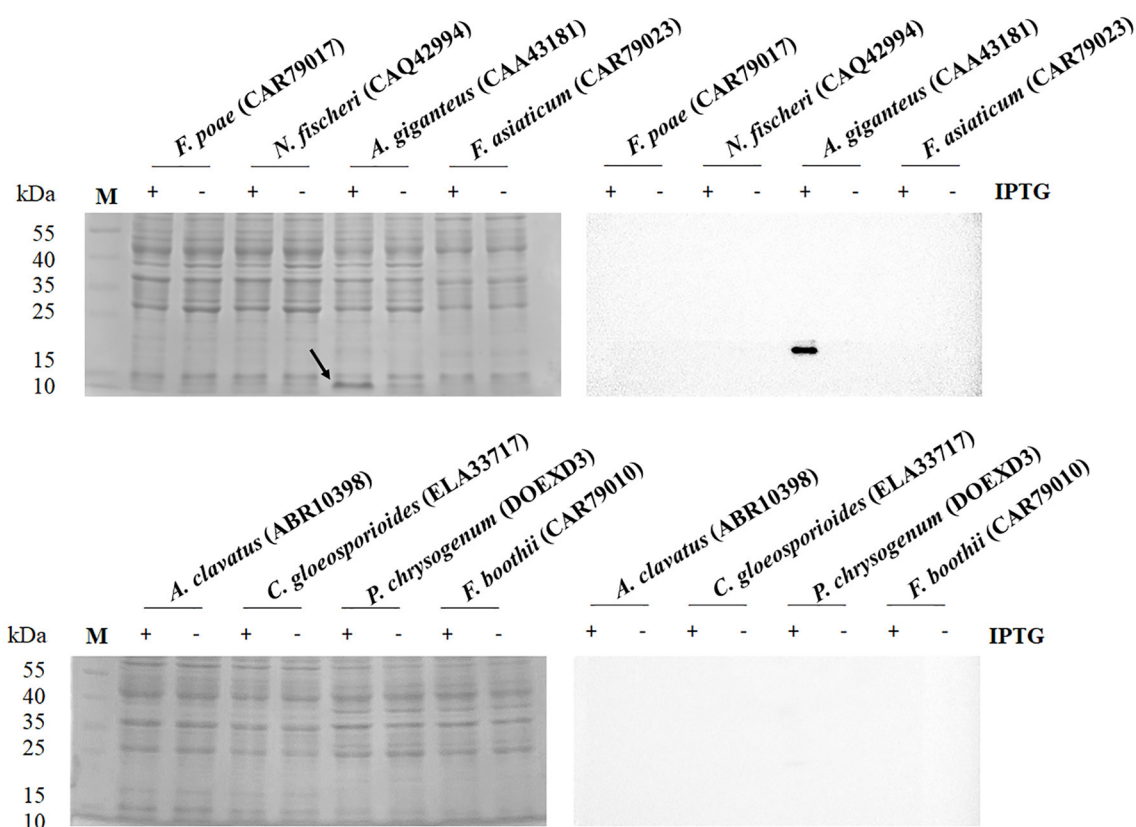 F. poae (CAR79017)
N. fischeri (CAQ42994)
A. giganteus (CAA43181)
F. asiaticum (CAR79023)
F. poae (CAR79017)
N. fischeri (CAQ42994)
A. giganteus (CAA43181)
F. asiaticum (CAR79023)
kDa M + - + - + - + - + - + - + - + - IPTG
55
40
35
25
15
10
A. clavatus (ABR10398)
C. gloeosporioides (ELA33717)
P. chrysogenum (DOEXD3)
F. boothii (CAR79010)
A. clavatus (ABR10398)
C. gloeosporioides (ELA33717)
P. chrysogenum (DOEXD3)
F. boothii (CAR79010)
kDa M + - + - + - + - + - + - + - + - IPTG
55
40
35
25
15
10